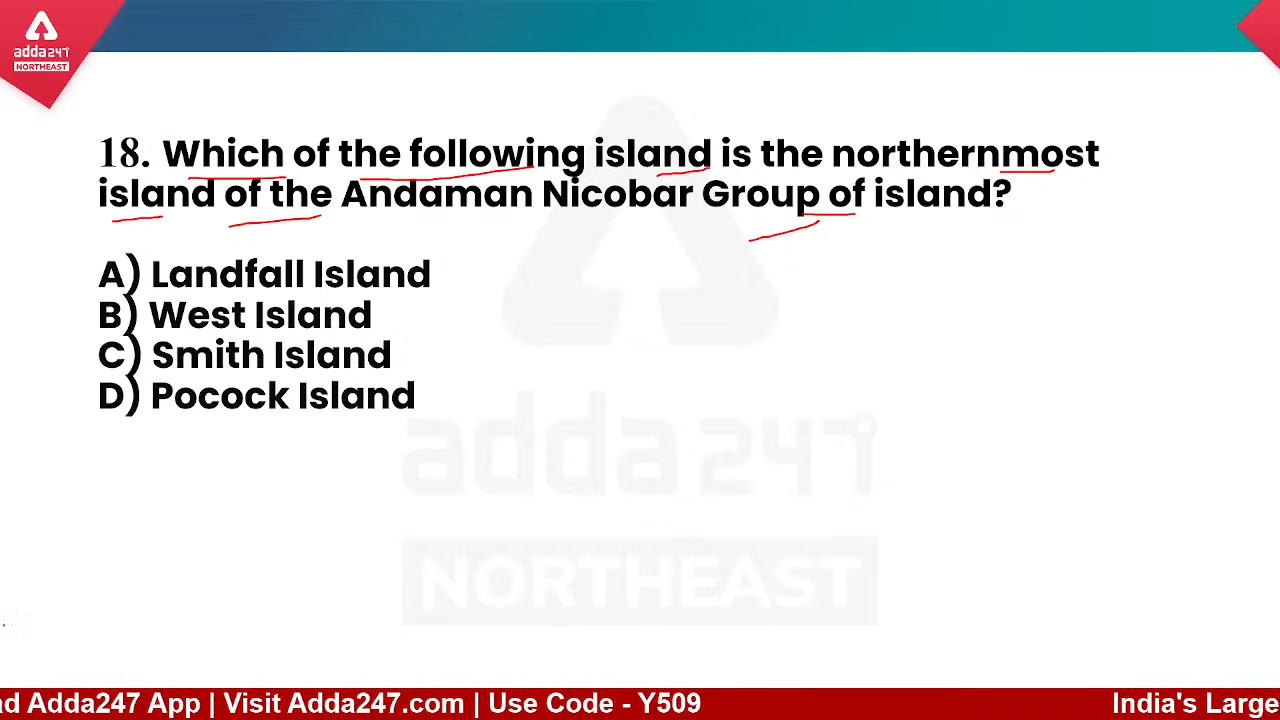 adda247
NORTHEAST
18. Which of the following island is the northernmost
island of the Andaman Nicobar Group of island?
A) Landfall Island
B) West Island
C) Smith Island
D) Pocock Island
adda247
NORTHEAST
ad Adda247 App | Visit Adda247.com | Use Code - Y509
India's Large